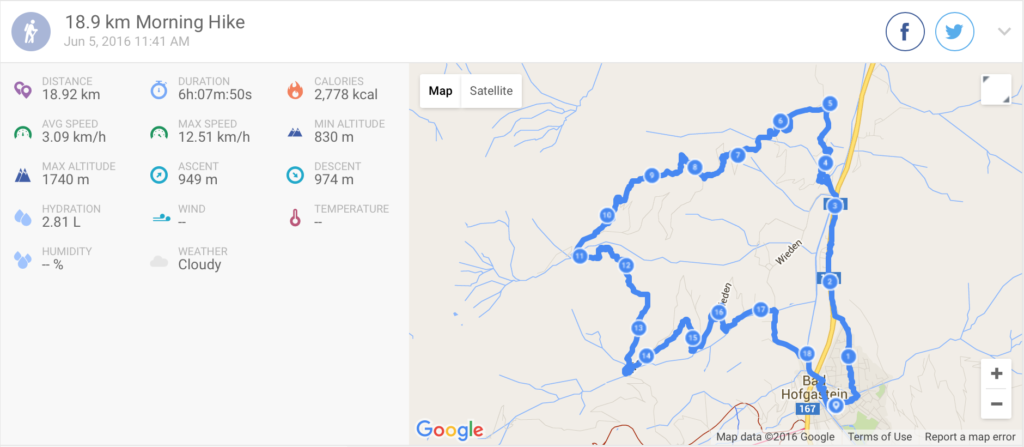 18.9 km Morning Hike
Jun 5, 2016 11:41 AM
DISTANCE
18.92 km
DURATION
6h:07m:50s
CALORIES
2,778 kcal
AVG SPEED
3.09 km/h
MAX SPEED
12.51 km/h
MIN ALTITUDE
830 m
MAX ALTITUDE
1740 m
ASCENT
949 m
DESCENT
974 m
HYDRATION
2.81 L
WIND
--
TEMPERATURE
--
HUMIDITY
-- %
WEATHER
Cloudy
Map
Satellite
5
6
4
7
8
9
3
10
11
12
Wieden
2
16
17
13
15
14
18
1
Bad
Hofgastein
167
+
−
Google
Map data ©2016 Google
Terms of Use
Report a map error